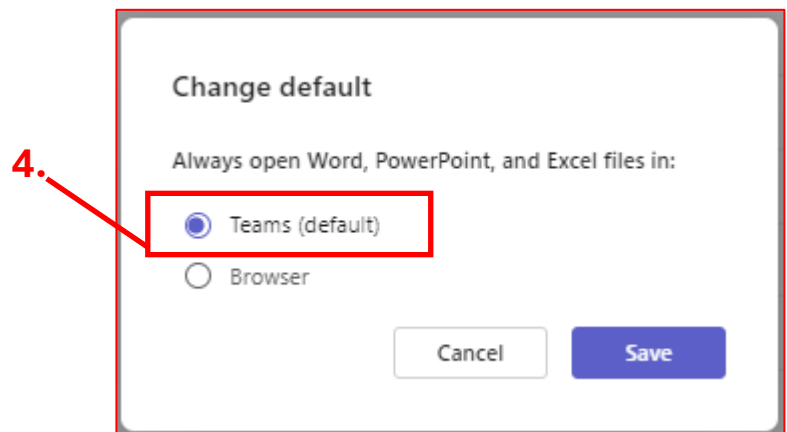 Change default
4.
Always open Word, PowerPoint, and Excel files in:
Teams (default)
Browser
Cancel Save